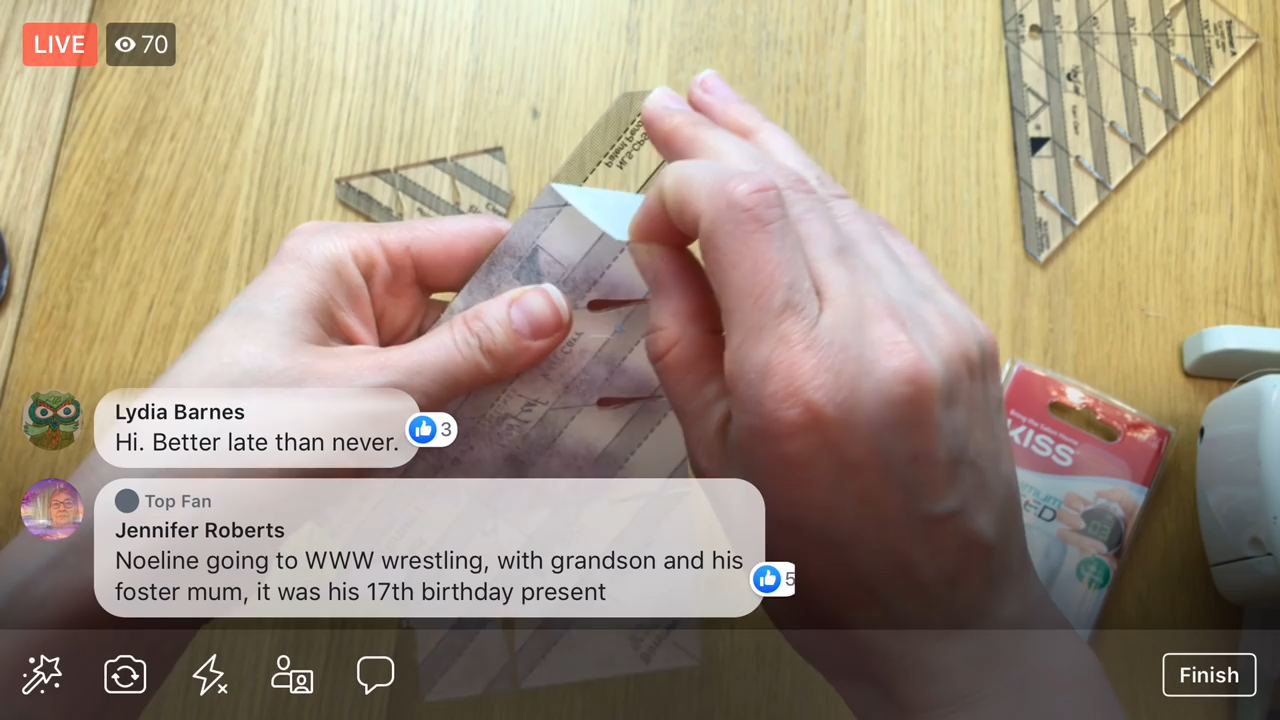 LIVE
70
Lydia Barnes
Hi. Better late than never.
3
Top Fan
Jennifer Roberts
Noeline going to WWW wrestling, with grandson and his
foster mum, it was his 17th birthday present
5
KISS
Finish